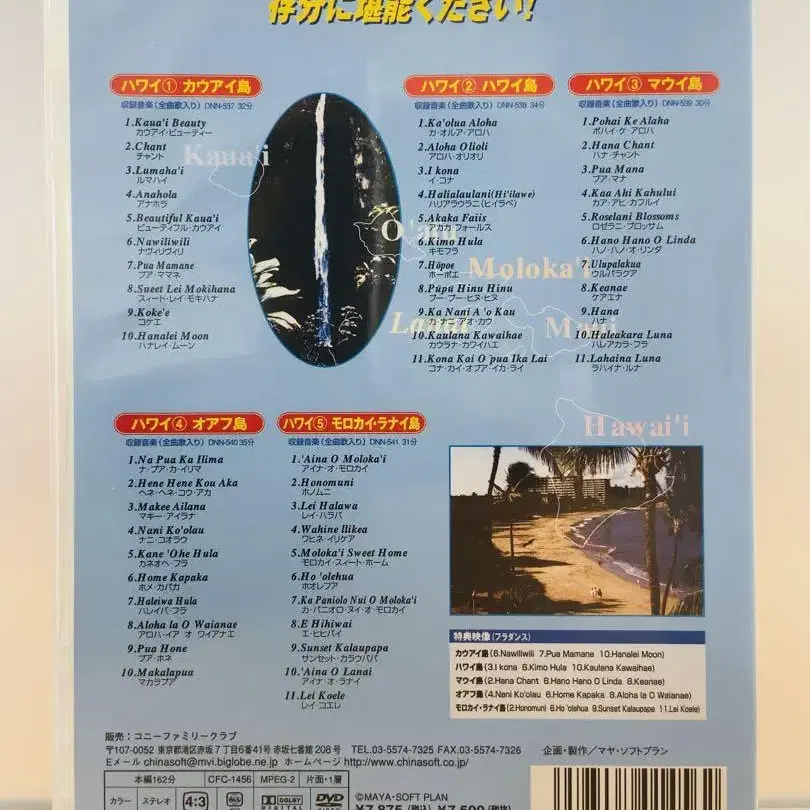 存分に堪能ください!
ハワイ① カウアイ島
収録音楽(全曲歌入り) DNN-537 32分
1.Kaua'i Beauty
カウアイ・ビューティー
2.Chant
チャント
3.Lumaha'i
ルマハイ
4.Anahola
アナホラ
5.Beautiful Kaua'i
ビューティフル・カウアイ
6.Nawiliwili
ナヴィリヴィリ
7.Pua Mamane
プア・ママネ
8.Sueet Lei Mokihana
スィート・レイ・モキハナ
9.Koke'e
コケエ
10.Hanalei Moon
ハナレイ・ムーン
Kaua'i
O'ahu
Moloka'i
Lanai
Maui
Hawai'i
ハワイ② ハワイ島
収録音楽(全曲歌入り) DNN-538 34分
1.Ka'olua Aloha
カ・オルア・アロハ
2.Aloha Olioli
アロハ・オリオリ
3.I kona
イ・コナ
4.Halialaulani(Hi'ilawe)
ハリアラウラニ(ヒイラベ)
5.Akaka Faiis
アカカ・フォールス
6.Kimo Hula
キモフラ
7.Hōpoe
ホーポエ
8.Pūpū Hinu Hinu
プー・プー・ヒヌ・ヒヌ
9.Ka Nani A'o Kau
カ・ナニ・アオ・カウ
10.Kaulana Kawaihae
カウラナ・カワイハエ
11.Kona Kai O'pua Ika Lai
コナ・カイ・オプア・イカ・ライ
ハワイ③ マウイ島
収録音楽(全曲歌入り) DNN-539 30分
1.Pohai Ke Alaha
ポハイ・ケ・アロハ
2.Hana Chant
ハナ・チャント
3.Pua Mana
プア・マナ
4.Kaa Ahi Kahului
カア・アヒ・カフルイ
5.Roselani Blossoms
ロゼラニ・ブロッサム
6.Hano Hano O Linda
ハノ・ハノ・オ・リンダ
7.Ulupalakua
ウルパラクア
8.Keanae
ケアエナ
9.Hana
ハナ
10.Haleakara Luna
ハレアカラ・フラ
11.Lahaina Luna
ラハイナ・ルナ
ハワイ④ オアフ島
収録音楽(全曲歌入り) DNN-540 35分
1.Na Pua Ka Ilima
ナ・プア・カ・イリマ
2.Hene Hene Kou Aka
ヘネ・ヘネ・コウ・アカ
3.Makee Ailana
マキー・アイラナ
4.Nani Ko'olau
ナニ・コオラウ
5.Kane 'Ohe Hula
カネオヘ・フラ
6.Home Kapaka
ホメ・カパカ
7.Haleiwa Hula
ハレイバ・フラ
8.Aloha la O Waianae
アロハ・イア オ ワイアナエ
9.Pua Hone
プア・ホネ
10.Makalapua
マカラプア
ハワイ⑤ モロカイ・ラナイ島
収録音楽(全曲歌入り) DNN-541 31分
1.'Aina O Moloka'i
アイナ・オ・モロカイ
2.Honomuni
ホノムニ
3.Lei Halawa
レイ・ハラバ
4.Wahine Ilikea
ワヒネ・イリケア
5.Moloka'i Sweet Home
モロカイ・スィート・ホーム
6.Ho 'olehua
ホオレフア
7.Ka Paniolo Nui O Moloka'i
カ・パニオロ・ヌイ・オ・モロカイ
8.E Hihiwai
エ・ヒヒバイ
9.Sunset Kalaupapa
サンセット・カラウパパ
10.'Aina O Lanai
アイナ・オ・ラナイ
11.Lei Koele
レイ・コエレ
特典映像(フラダンス)
カウアイ島(6.Nawiliwili 7.Pua Mamane 10.Hanalei Moon)
ハワイ島(3.I kona 6.Kimo Hula 10.Kaulana Kawaihae)
マウイ島(2.Hana Chant 6.Hano Hano O Linda 8.Keanae)
オアフ島(4.Nani Ko'olau 6.Home Kapaka 8.Aloha la O Waianae)
モロカイ・ラナイ島(2.Honomuni 6.Ho 'olehua 9.Sunset Kalaupapa 11.Lei Koele)
販売:コニーファミリークラブ
〒107-0052 東京都港区赤坂7丁目6番41号 赤坂七番館208号 TEL.03-5574-7325 FAX.03-5574-7326
Eメール chinasoft@mvi.biglobe.ne.jp ホームページ http://www.chinasoft.co.jp/
企画・製作/マヤ・ソフトプラン
本編162分
CFC-1456
MPEG-2
片面・1層
カラー
ステレオ
4:3
DOLBY
DIGITAL
DVD
©MAYA・SOFT PLAN
¥7,875(税込) ¥7,500(税抜)